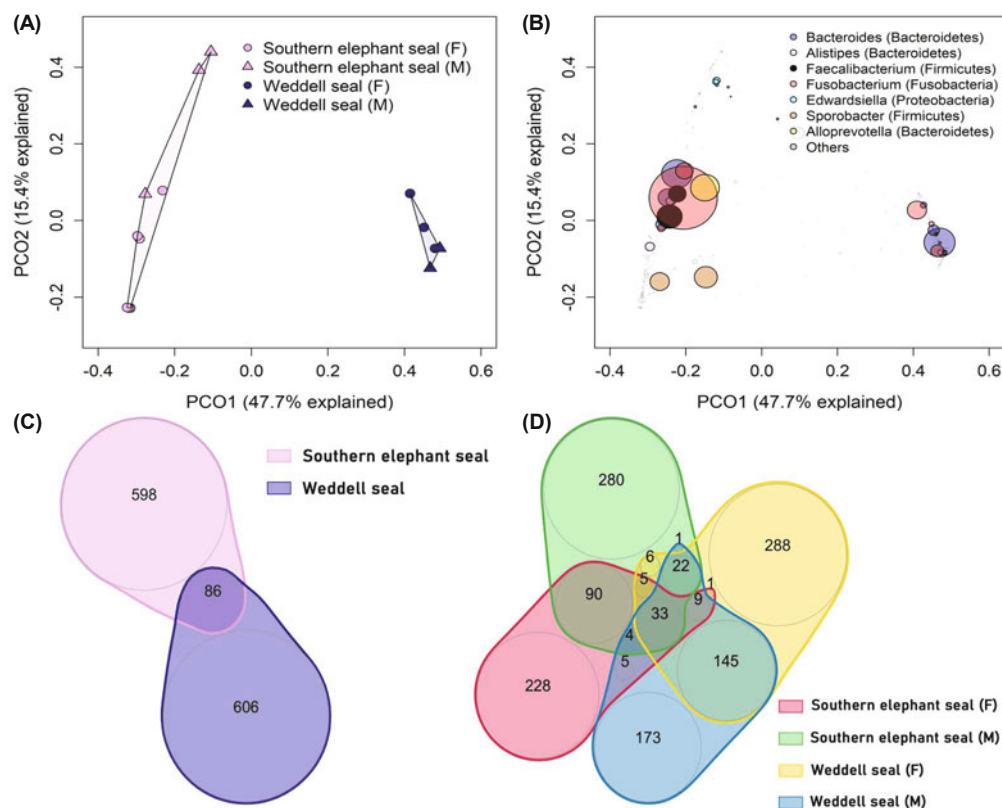 (A)
Southern elephant seal (F)
Southern elephant seal (M)
Weddell seal (F)
Weddell seal (M)
0.4
0.2
0.0
-0.2
PCO2 (15.4% explained)
-0.4
-0.2
0.0
0.2
0.4
0.6
PCO1 (47.7% explained)
(B)
Bacteroides (Bacteroidetes)
Alistipes (Bacteroidetes)
Faecalibacterium (Firmicutes)
Fusobacterium (Fusobacteria)
Edwardsiella (Proteobacteria)
Sporobacter (Firmicutes)
Alloprevotella (Bacteroidetes)
Others
0.4
0.2
0.0
-0.2
PCO2 (15.4% explained)
-0.4
-0.2
0.0
0.2
0.4
0.6
PCO1 (47.7% explained)
(C)
Southern elephant seal
Weddell seal
598
86
606
(D)
280
288
1
6
22
5
1
90
9
33
4
5
145
228
173
Southern elephant seal (F)
Southern elephant seal (M)
Weddell seal (F)
Weddell seal (M)